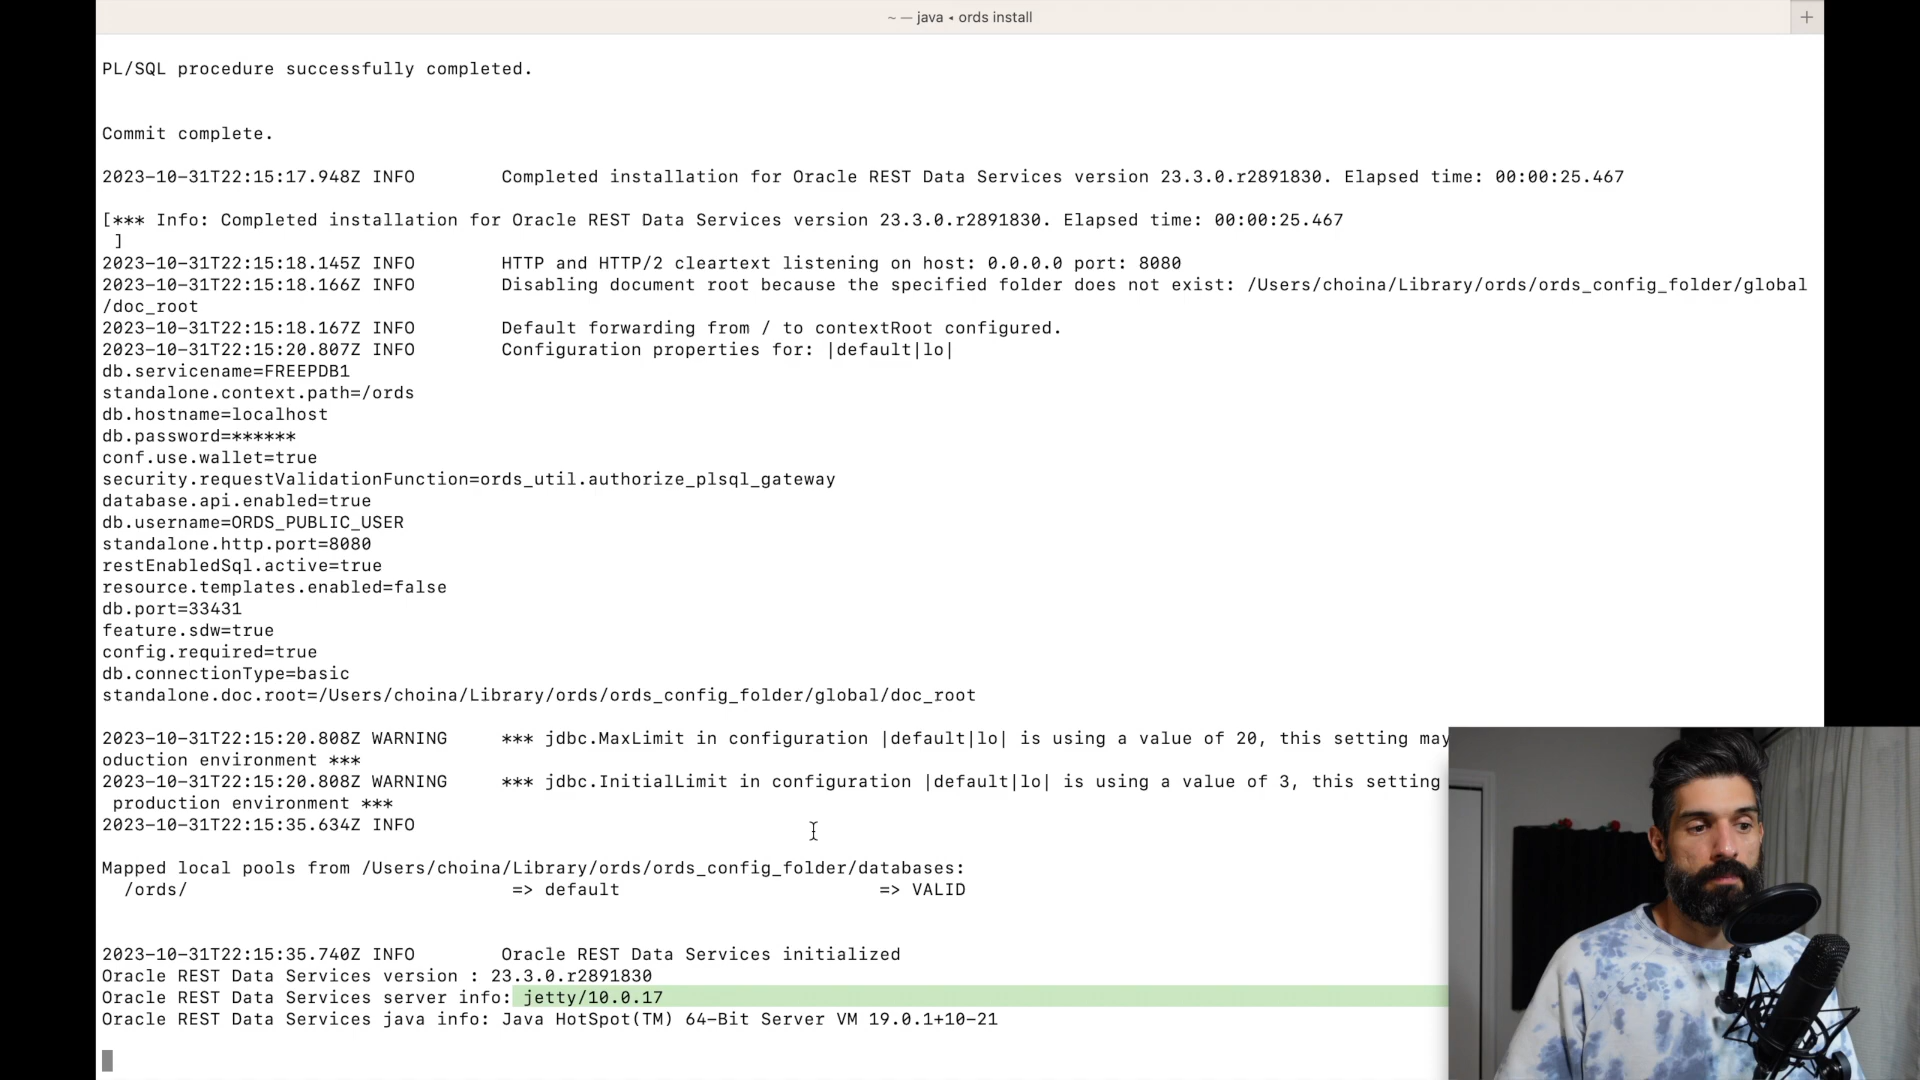 ~ — java ◂ ords install
PL/SQL procedure successfully completed.
Commit complete.
2023-10-31T22:15:17.948Z INFO        Completed installation for Oracle REST Data Services version 23.3.0.r2891830. Elapsed time: 00:00:25.467
[*** Info: Completed installation for Oracle REST Data Services version 23.3.0.r2891830. Elapsed time: 00:00:25.467
 ]
2023-10-31T22:15:18.145Z INFO        HTTP and HTTP/2 cleartext listening on host: 0.0.0.0 port: 8080
2023-10-31T22:15:18.166Z INFO        Disabling document root because the specified folder does not exist: /Users/choina/Library/ords/ords_config_folder/global
/doc_root
2023-10-31T22:15:18.167Z INFO        Default forwarding from / to contextRoot configured.
2023-10-31T22:15:20.807Z INFO        Configuration properties for: |default|lo|
db.servicename=FREEPDB1
standalone.context.path=/ords
db.hostname=localhost
db.password=******
conf.use.wallet=true
security.requestValidationFunction=ords_util.authorize_plsql_gateway
database.api.enabled=true
db.username=ORDS_PUBLIC_USER
standalone.http.port=8080
restEnabledSql.active=true
resource.templates.enabled=false
db.port=33431
feature.sdw=true
config.required=true
db.connectionType=basic
standalone.doc.root=/Users/choina/Library/ords/ords_config_folder/global/doc_root
2023-10-31T22:15:20.808Z WARNING     *** jdbc.MaxLimit in configuration |default|lo| is using a value of 20, this setting may
oduction environment ***
2023-10-31T22:15:20.808Z WARNING     *** jdbc.InitialLimit in configuration |default|lo| is using a value of 3, this setting
 production environment ***
2023-10-31T22:15:35.634Z INFO
Mapped local pools from /Users/choina/Library/ords/ords_config_folder/databases:
  /ords/                              => default                        => VALID
2023-10-31T22:15:35.740Z INFO        Oracle REST Data Services initialized
Oracle REST Data Services version : 23.3.0.r2891830
Oracle REST Data Services server info: jetty/10.0.17
Oracle REST Data Services java info: Java HotSpot(TM) 64-Bit Server VM 19.0.1+10-21